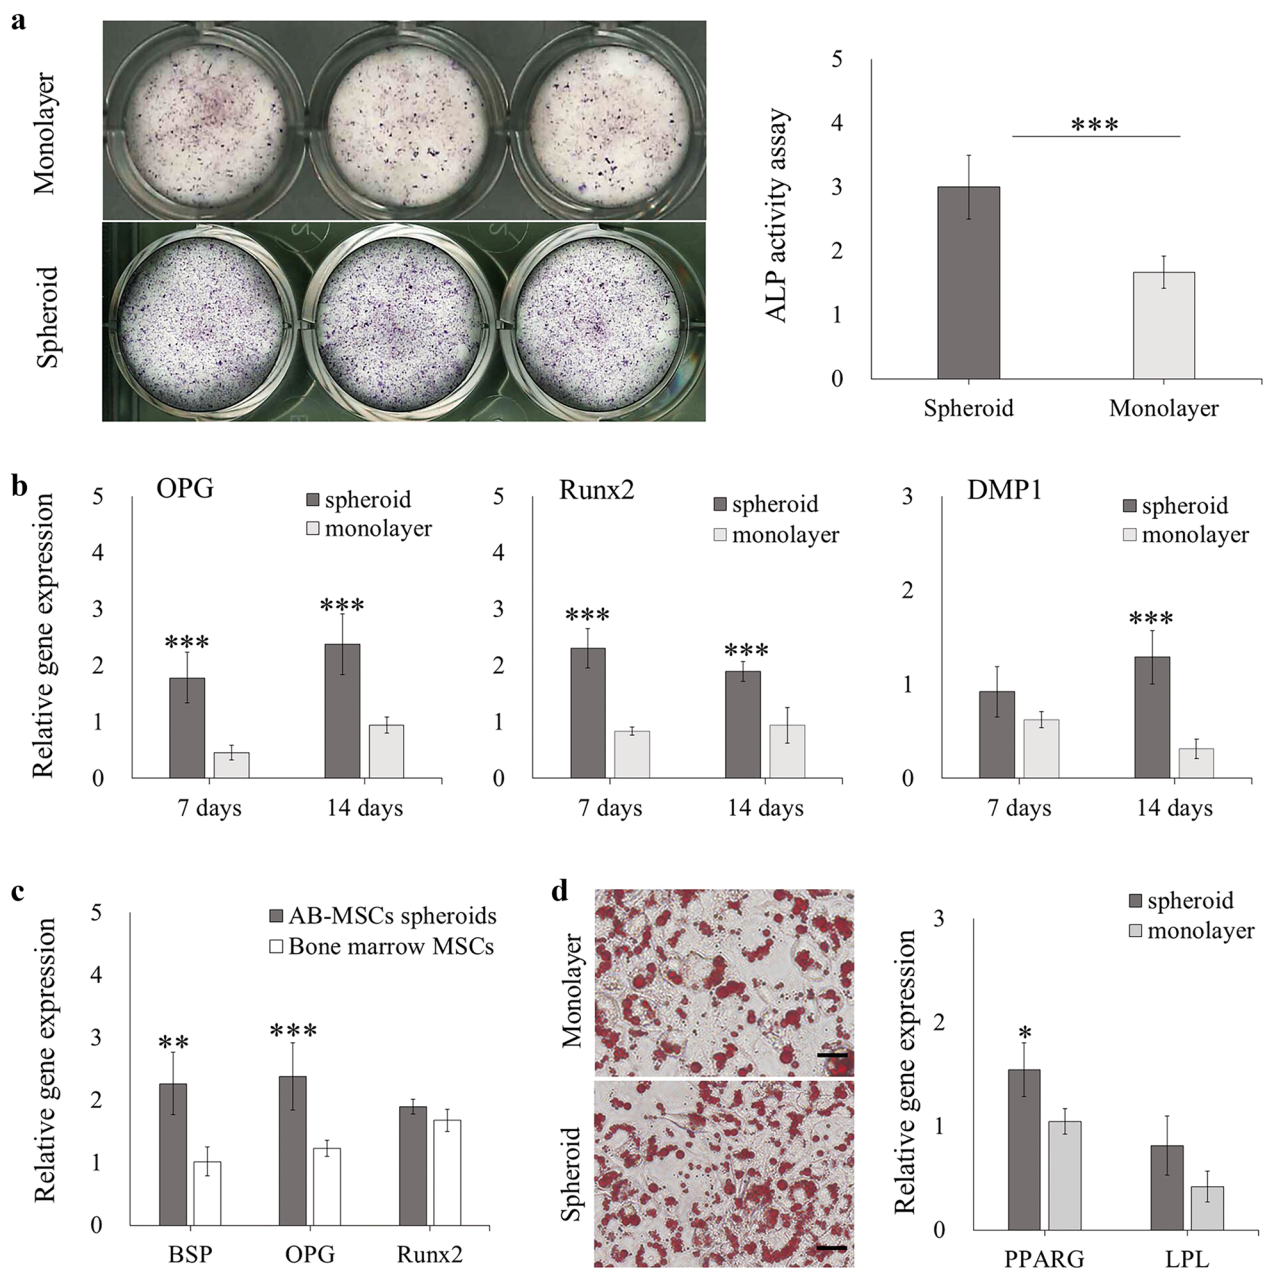 a
Monolayer
Spheroid
ALP activity assay
5
4
3
2
1
0
***
Spheroid
Monolayer
b
Relative gene expression
OPG
spheroid
monolayer
5
4
3
2
1
0
***
***
7 days
14 days
Runx2
spheroid
monolayer
5
4
3
2
1
0
***
***
7 days
14 days
DMP1
spheroid
monolayer
3
2
1
0
***
7 days
14 days
c
Relative gene expression
AB-MSCs spheroids
Bone marrow MSCs
5
4
3
2
1
0
**
***
BSP
OPG
Runx2
d
Monolayer
Spheroid
Relative gene expression
spheroid
monolayer
3
2
1
0
*
PPARG
LPL